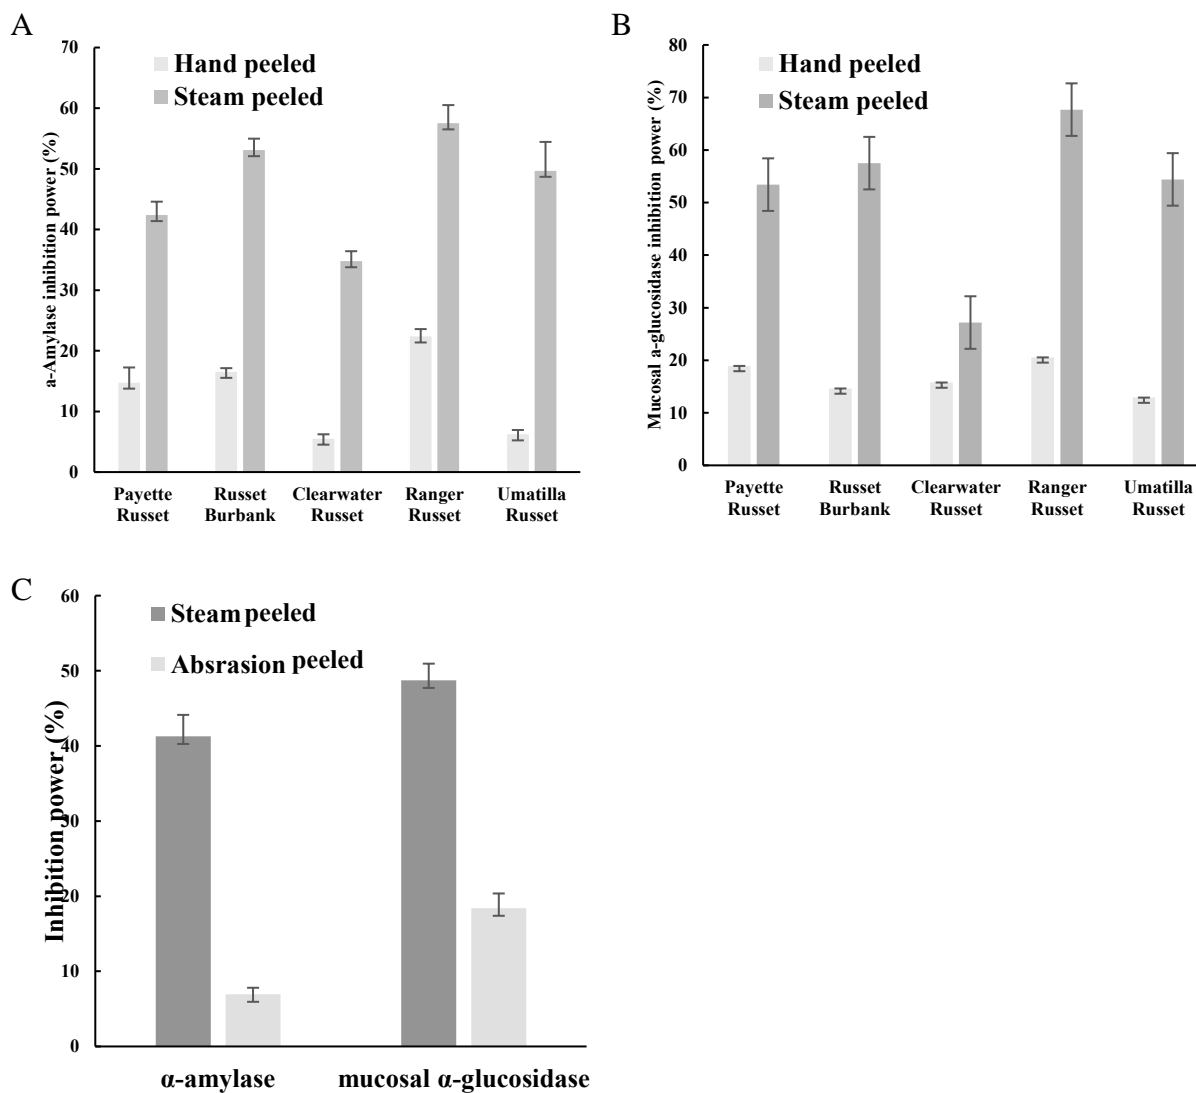 A
70
60
50
40
30
20
10
0
a-Amylase inhibition power (%)
Hand peeled
Steam peeled
Payette Russet Clearwater Ranger Umatilla
Russet Burbank Russet Russet Russet
B
80
70
60
50
40
30
20
10
0
Mucosal a-glucosidase inhibition power (%)
Hand peeled
Steam peeled
Payette Russet Clearwater Ranger Umatilla
Russet Burbank Russet Russet Russet
C
60
50
40
30
20
10
0
Inhibition power (%)
Steam peeled
Absrasion peeled
α-amylase mucosal α-glucosidase